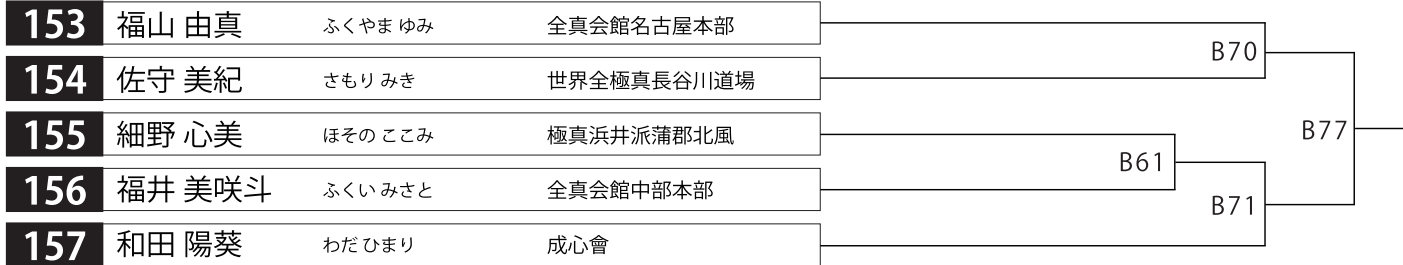 153 福山 由真 ふくやま ゆみ 全真会館名古屋本部
B70
154 佐守 美紀 さもり みき 世界全極真長谷川道場
B77
155 細野 心美 ほその ここみ 極真浜井派蒲郡北風
B61
156 福井 美咲斗 ふくい みさと 全真会館中部本部
B71
157 和田 陽葵 わだ ひまり 成心會